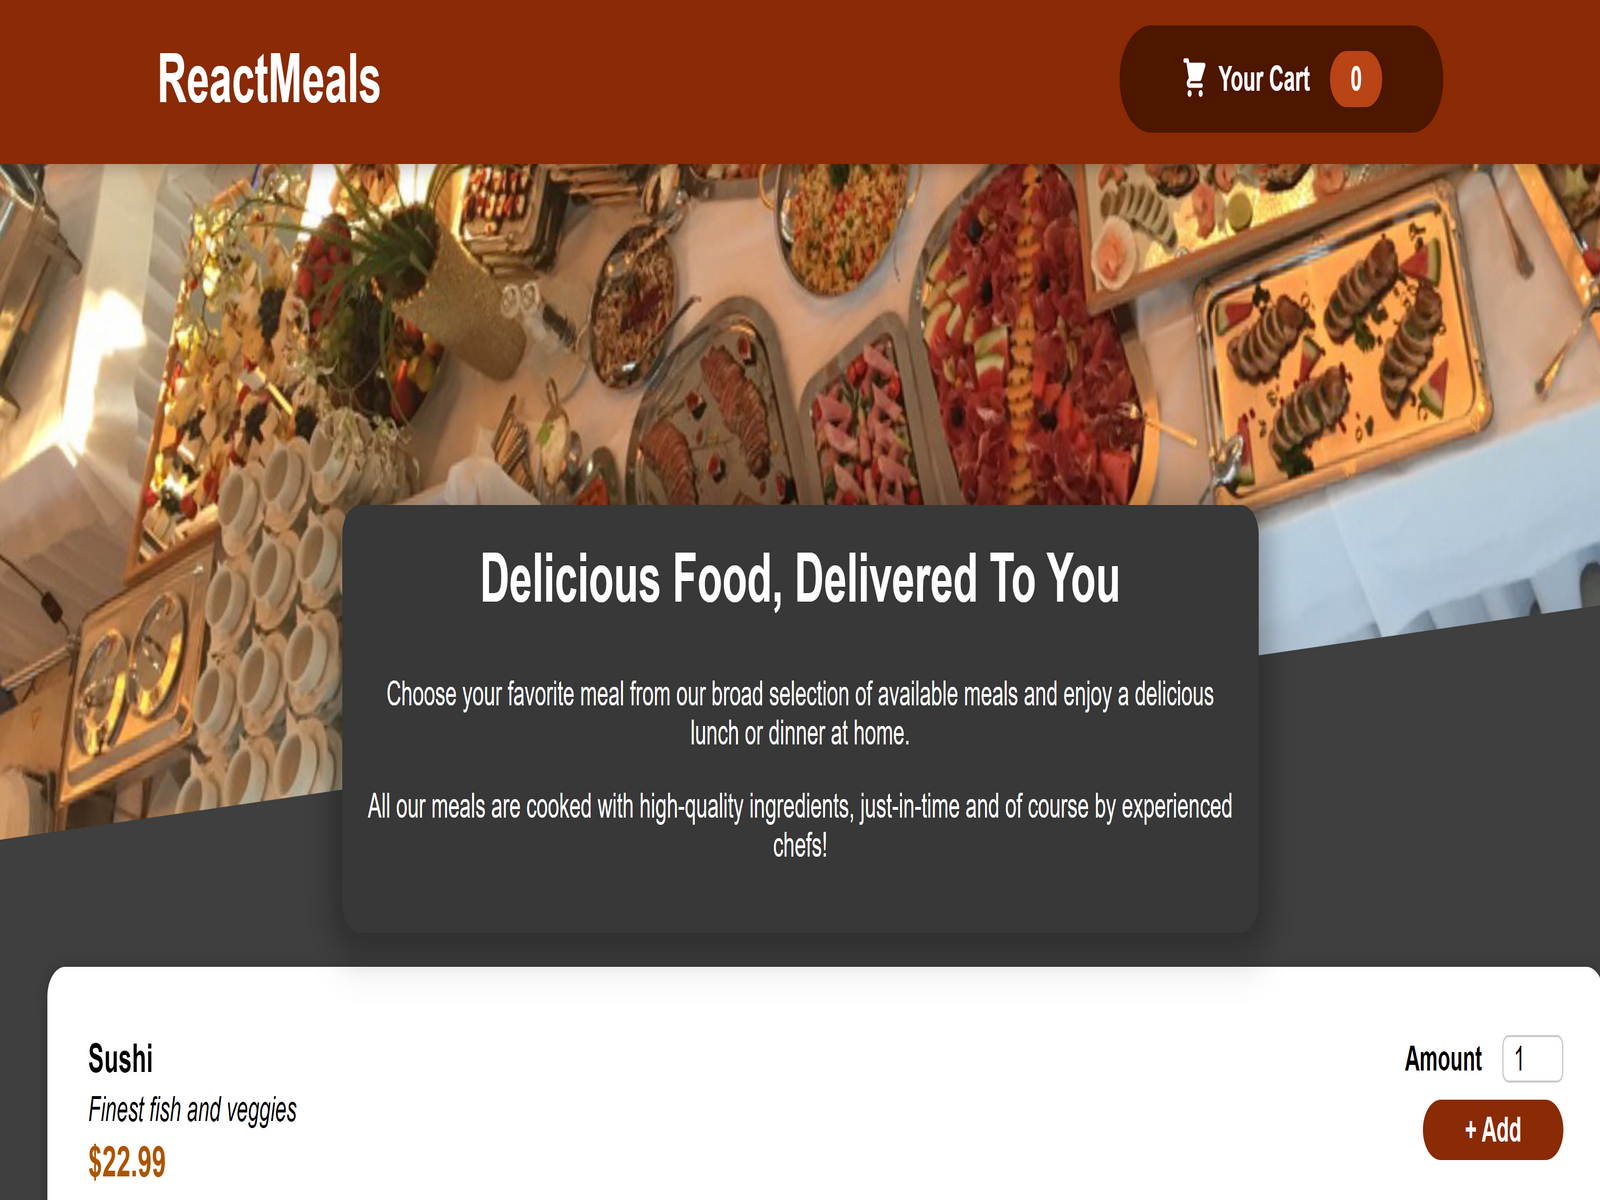 ReactMeals
Your Cart 0
Delicious Food, Delivered To You
Choose your favorite meal from our broad selection of available meals and enjoy a delicious
lunch or dinner at home.
All our meals are cooked with high-quality ingredients, just-in-time and of course by experienced
chefs!
Sushi
Finest fish and veggies
$22.99
Amount 1
+ Add